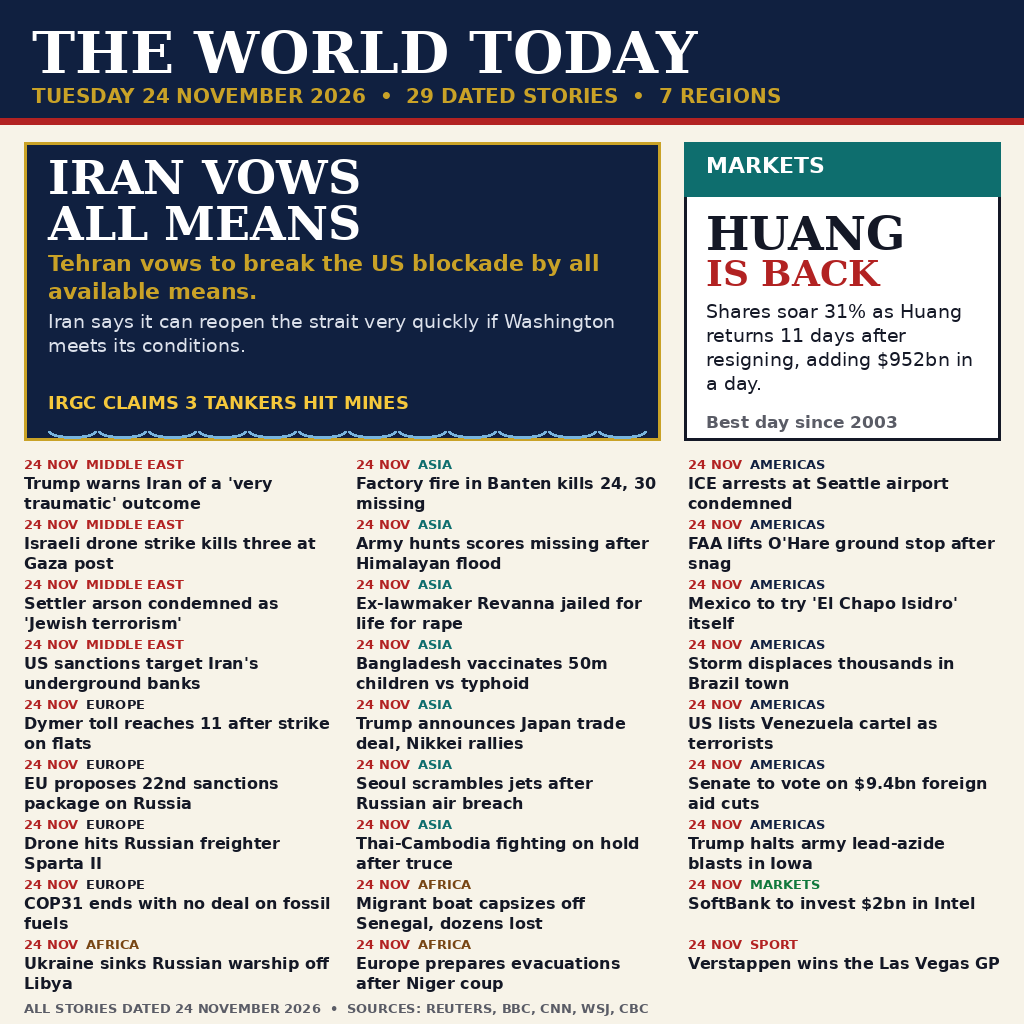 THE WORLD TODAY
TUESDAY 24 NOVEMBER 2026 • 29 DATED STORIES • 7 REGIONS
IRAN VOWS
ALL MEANS
Tehran vows to break the US blockade by all
available means.
Iran says it can reopen the strait very quickly if Washington
meets its conditions.
IRGC CLAIMS 3 TANKERS HIT MINES
MARKETS
HUANG
IS BACK
Shares soar 31% as Huang
returns 11 days after
resigning, adding $952bn in
a day.
Best day since 2003
24 NOV MIDDLE EAST
Trump warns Iran of a 'very
traumatic' outcome
24 NOV MIDDLE EAST
Israeli drone strike kills three at
Gaza post
24 NOV MIDDLE EAST
Settler arson condemned as
'Jewish terrorism'
24 NOV MIDDLE EAST
US sanctions target Iran's
underground banks
24 NOV EUROPE
Dymer toll reaches 11 after strike
on flats
24 NOV EUROPE
EU proposes 22nd sanctions
package on Russia
24 NOV EUROPE
Drone hits Russian freighter
Sparta II
24 NOV EUROPE
COP31 ends with no deal on fossil
fuels
24 NOV AFRICA
Ukraine sinks Russian warship off
Libya
24 NOV ASIA
Factory fire in Banten kills 24, 30
missing
24 NOV ASIA
Army hunts scores missing after
Himalayan flood
24 NOV ASIA
Ex-lawmaker Revanna jailed for
life for rape
24 NOV ASIA
Bangladesh vaccinates 50m
children vs typhoid
24 NOV ASIA
Trump announces Japan trade
deal, Nikkei rallies
24 NOV ASIA
Seoul scrambles jets after
Russian air breach
24 NOV ASIA
Thai-Cambodia fighting on hold
after truce
24 NOV AFRICA
Migrant boat capsizes off
Senegal, dozens lost
24 NOV AFRICA
Europe prepares evacuations
after Niger coup
24 NOV AMERICAS
ICE arrests at Seattle airport
condemned
24 NOV AMERICAS
FAA lifts O'Hare ground stop after
snag
24 NOV AMERICAS
Mexico to try 'El Chapo Isidro'
itself
24 NOV AMERICAS
Storm displaces thousands in
Brazil town
24 NOV AMERICAS
US lists Venezuela cartel as
terrorists
24 NOV AMERICAS
Senate to vote on $9.4bn foreign
aid cuts
24 NOV AMERICAS
Trump halts army lead-azide
blasts in Iowa
24 NOV MARKETS
SoftBank to invest $2bn in Intel
24 NOV SPORT
Verstappen wins the Las Vegas GP
ALL STORIES DATED 24 NOVEMBER 2026 • SOURCES: REUTERS, BBC, CNN, WSJ, CBC